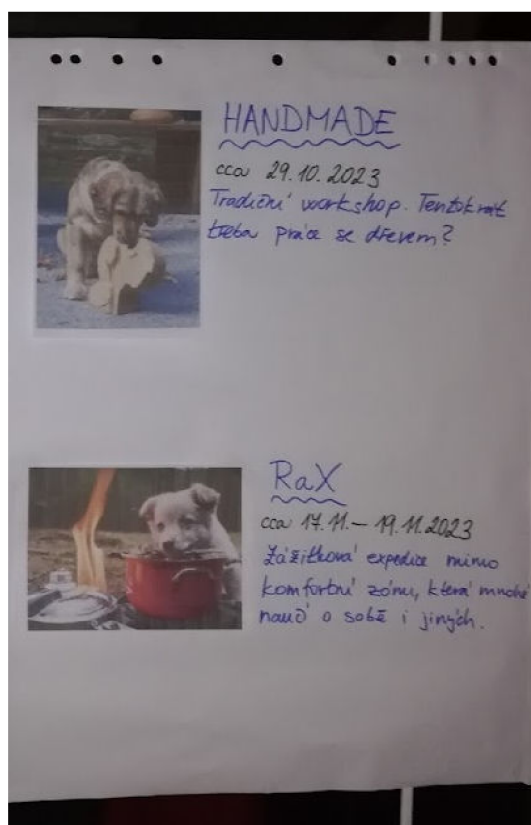 HANDMADE
cca 29.10.2023
Tradiční workshop. Tentokrát
třeba práce se dřevem?
RaX
cca 17.11. – 19.11.2023
Zážitková expedice mimo
komfortní zónu, která mnohé
naučí o sobě i jiných.